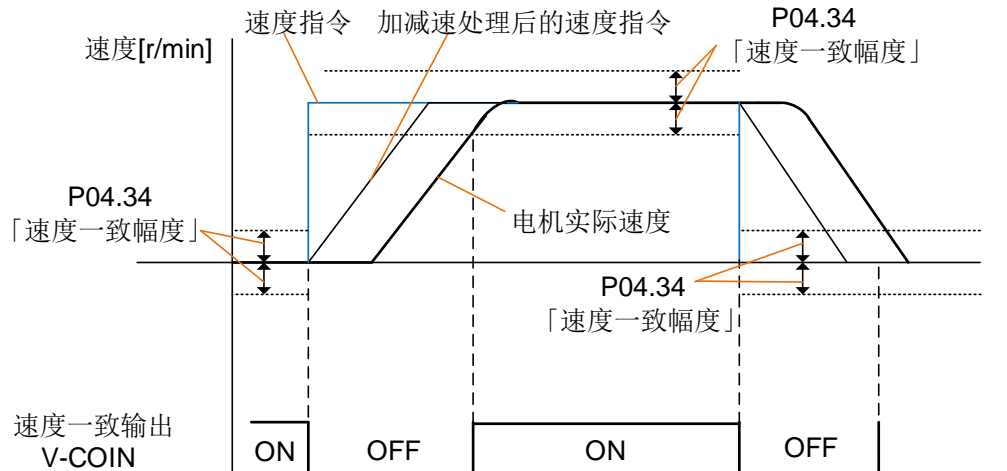 速度指令
加减速处理后的速度指令
P04.34
「速度一致幅度」
速度[r/min]
P04.34
「速度一致幅度」
电机实际速度
P04.34
「速度一致幅度」
速度一致输出
V-COIN
ON
OFF
ON
OFF